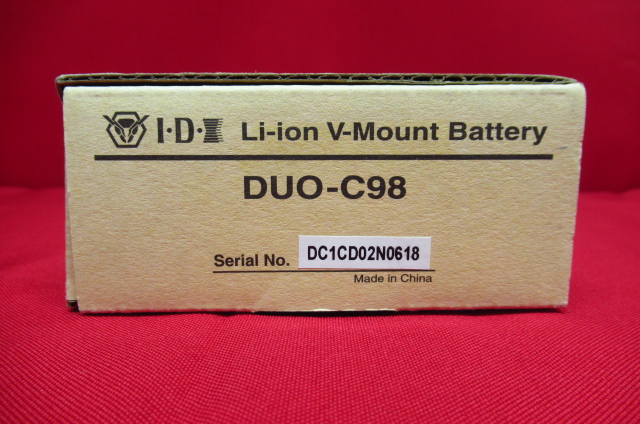 I·D·X Li-ion V-Mount Battery
DUO-C98
Serial No. DC1CD02N0618
Made in China